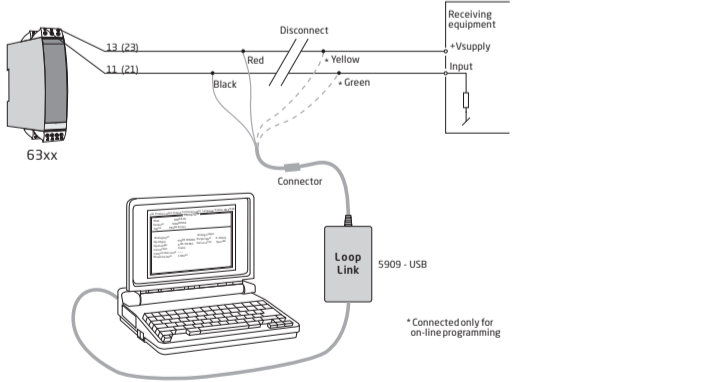 Receiving
equipment
Disconnect
13 (23)
+Vsupply
Red
* Yellow
11 (21)
Input
Black
* Green
63xx
Connector
Loop
Link
5909 - USB
* Connected only for
on-line programming